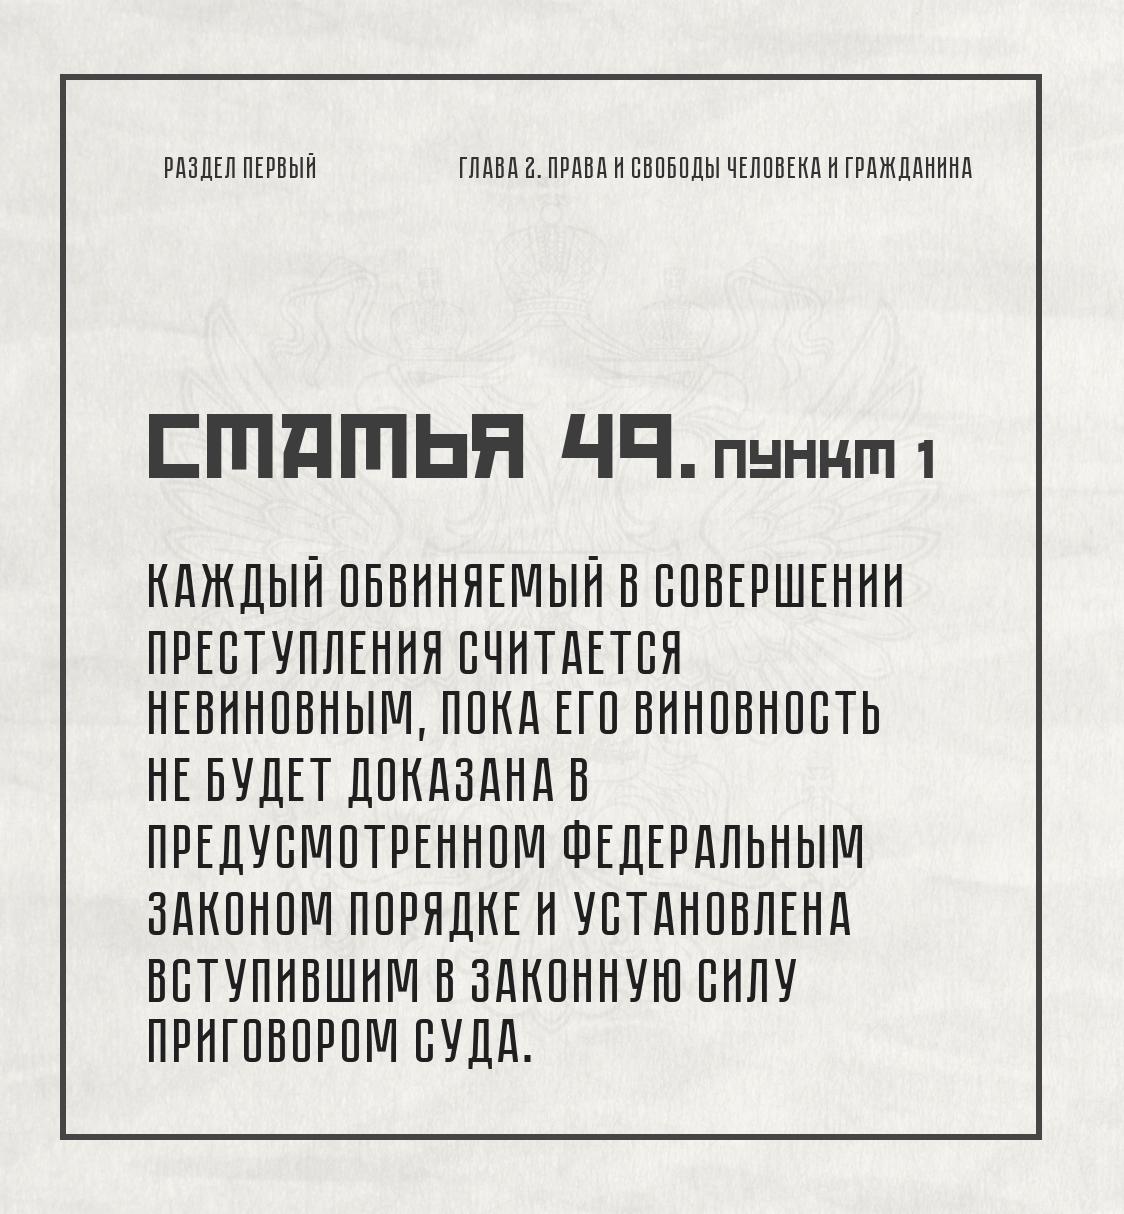 РАЗДЕЛ ПЕРВЫЙ ГЛАВА 2. ПРАВА И СВОБОДЫ ЧЕЛОВЕКА И ГРАЖДАНИНА
СТАТЬЯ 49. ПУНКТ 1
КАЖДЫЙ ОБВИНЯЕМЫЙ В СОВЕРШЕНИИ
ПРЕСТУПЛЕНИЯ СЧИТАЕТСЯ
НЕВИНОВНЫМ, ПОКА ЕГО ВИНОВНОСТЬ
НЕ БУДЕТ ДОКАЗАНА В
ПРЕДУСМОТРЕННОМ ФЕДЕРАЛЬНЫМ
ЗАКОНОМ ПОРЯДКЕ И УСТАНОВЛЕНА
ВСТУПИВШИМ В ЗАКОННУЮ СИЛУ
ПРИГОВОРОМ СУДА.